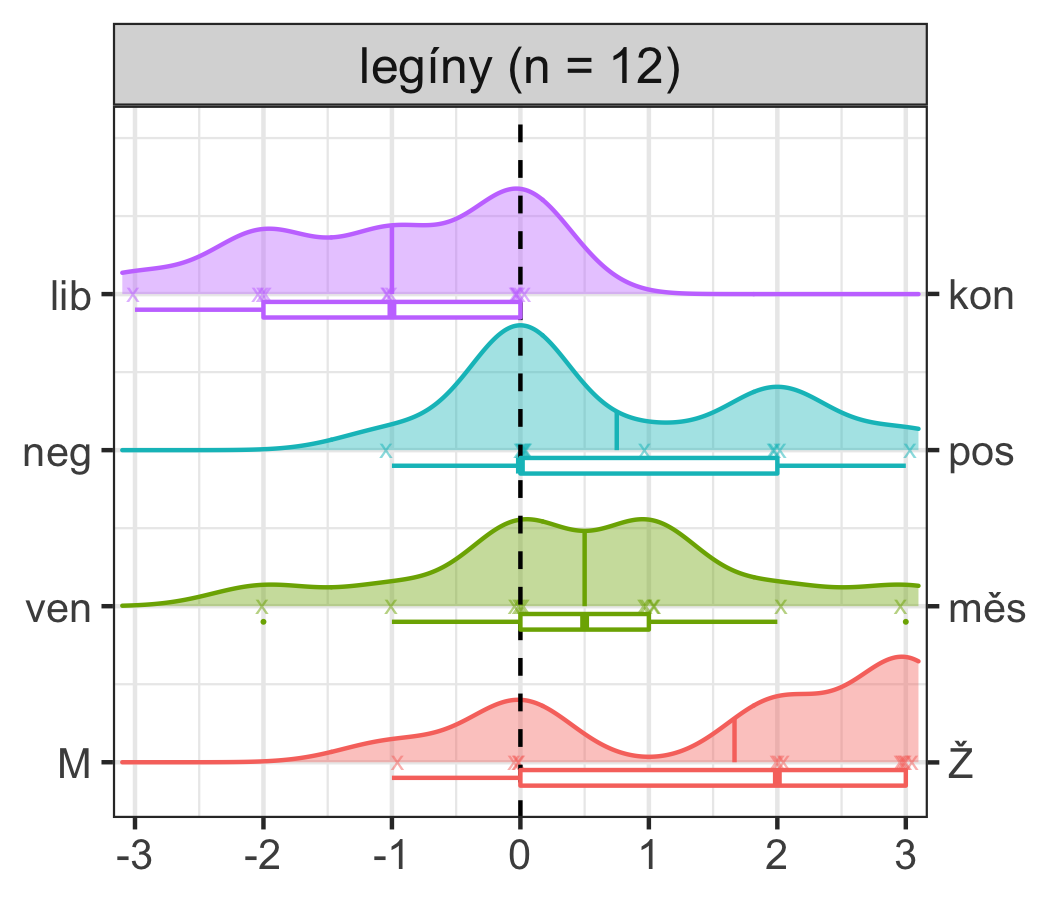 legíny (n = 12)
lib kon
neg pos
ven měs
M Ž
-3 -2 -1 0 1 2 3